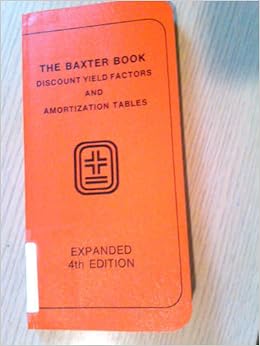 THE BAXTER BOOK
DISCOUNT YIELD FACTORS
AND
AMORTIZATION TABLES
EXPANDED
4th EDITION